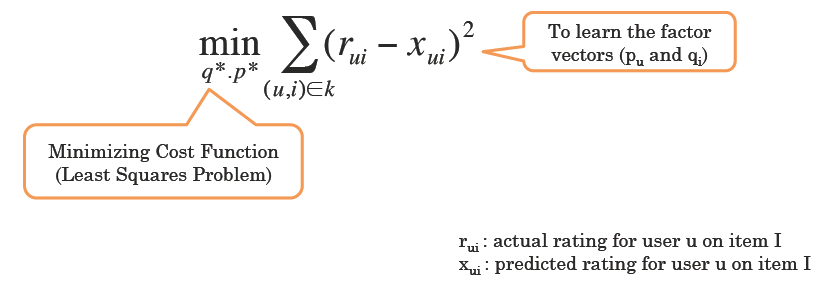 min Σ(r_ui − x_ui)²
q*.p* (u,i)∈k
To learn the factor
vectors (p_u and q_i)
Minimizing Cost Function
(Least Squares Problem)
r_ui : actual rating for user u on item I
x_ui : predicted rating for user u on item I